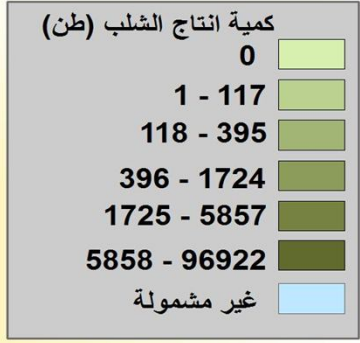 كمية انتاج الشلب (طن)
0
1 - 117
118 - 395
396 - 1724
1725 - 5857
5858 - 96922
غير مشمولة